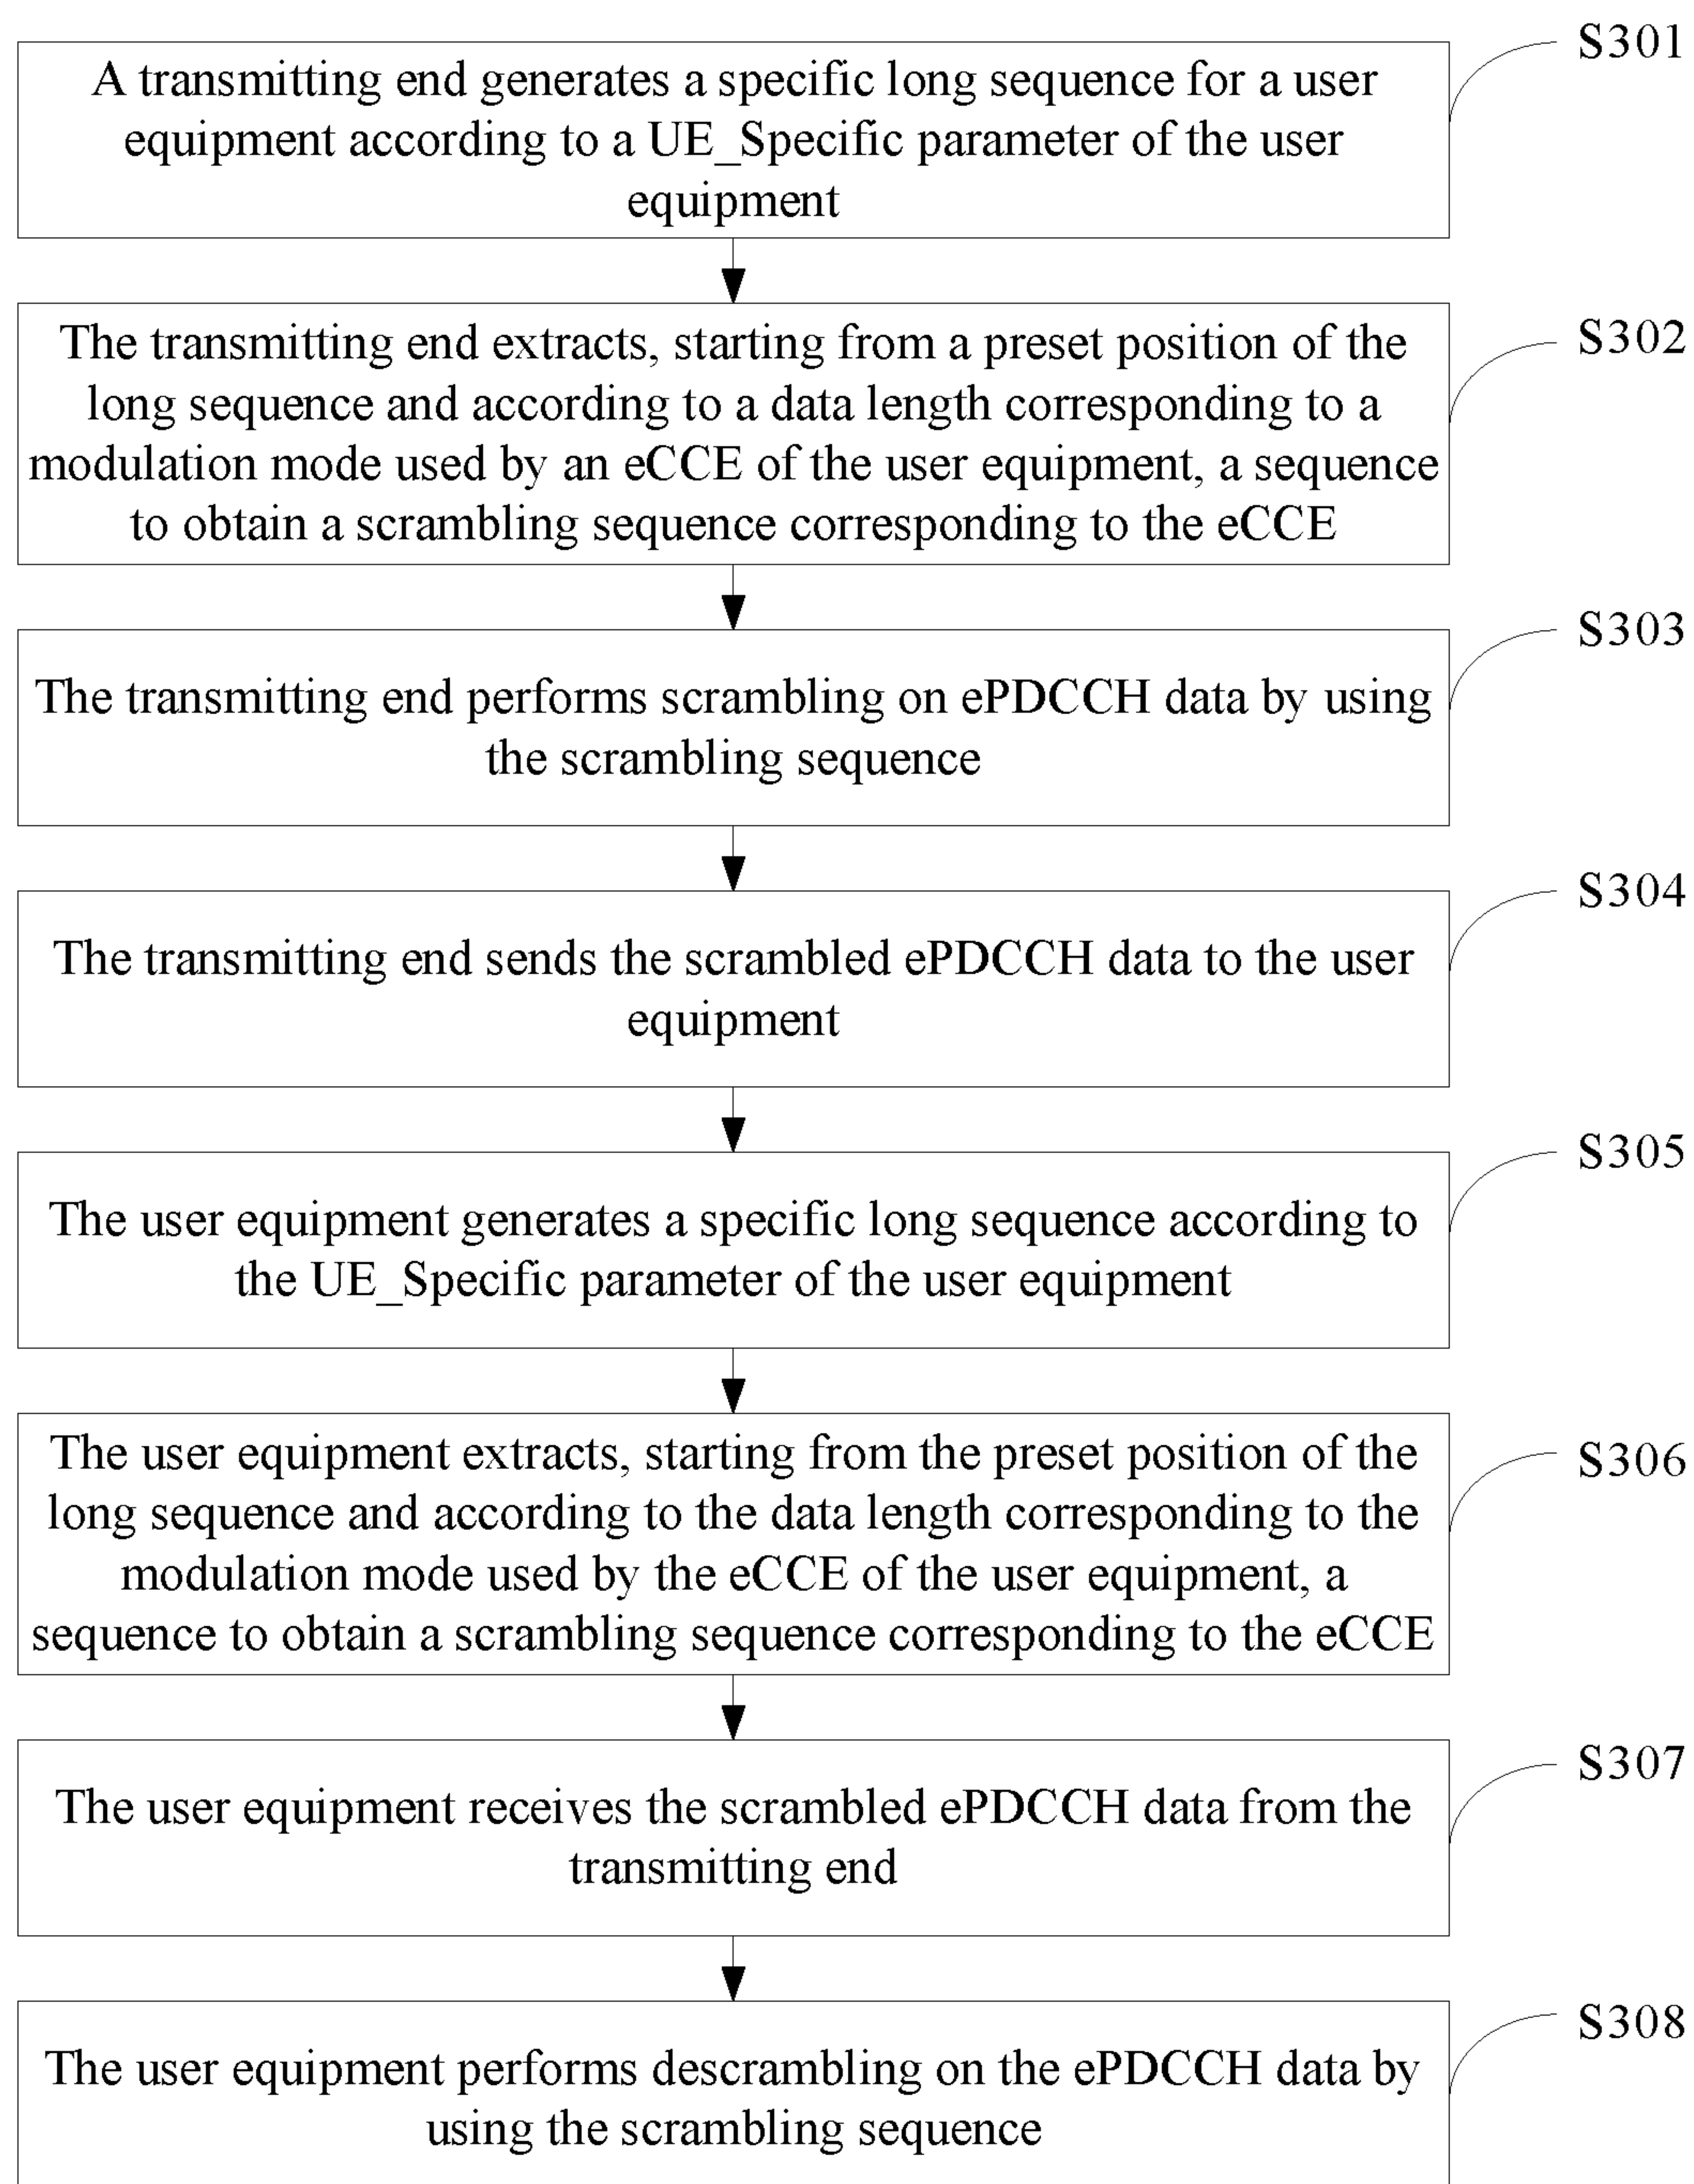 S301
A transmitting end generates a specific long sequence for a user
equipment according to a UE_Specific parameter of the user
equipment
S302
The transmitting end extracts, starting from a preset position of the
long sequence and according to a data length corresponding to a
modulation mode used by an eCCE of the user equipment, a sequence
to obtain a scrambling sequence corresponding to the eCCE
S303
The transmitting end performs scrambling on ePDCCH data by using
the scrambling sequence
S304
The transmitting end sends the scrambled ePDCCH data to the user
equipment
S305
The user equipment generates a specific long sequence according to
the UE_Specific parameter of the user equipment
S306
The user equipment extracts, starting from the preset position of the
long sequence and according to the data length corresponding to the
modulation mode used by the eCCE of the user equipment, a
sequence to obtain a scrambling sequence corresponding to the eCCE
S307
The user equipment receives the scrambled ePDCCH data from the
transmitting end
S308
The user equipment performs descrambling on the ePDCCH data by
using the scrambling sequence